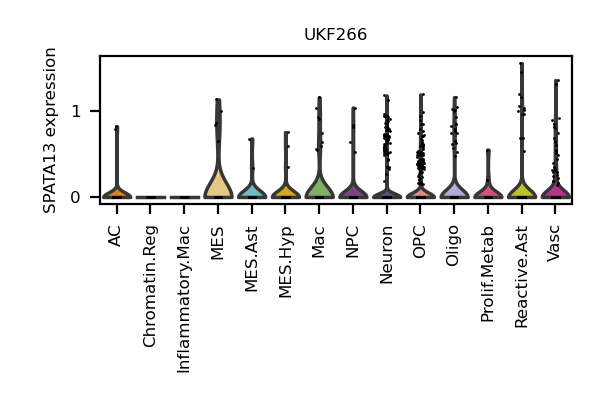 UKF266
SPATA13 expression
1
0
AC
Chromatin.Reg
Inflammatory.Mac
MES
MES.Ast
MES.Hyp
Mac
NPC
Neuron
OPC
Oligo
Prolif.Metab
Reactive.Ast
Vasc